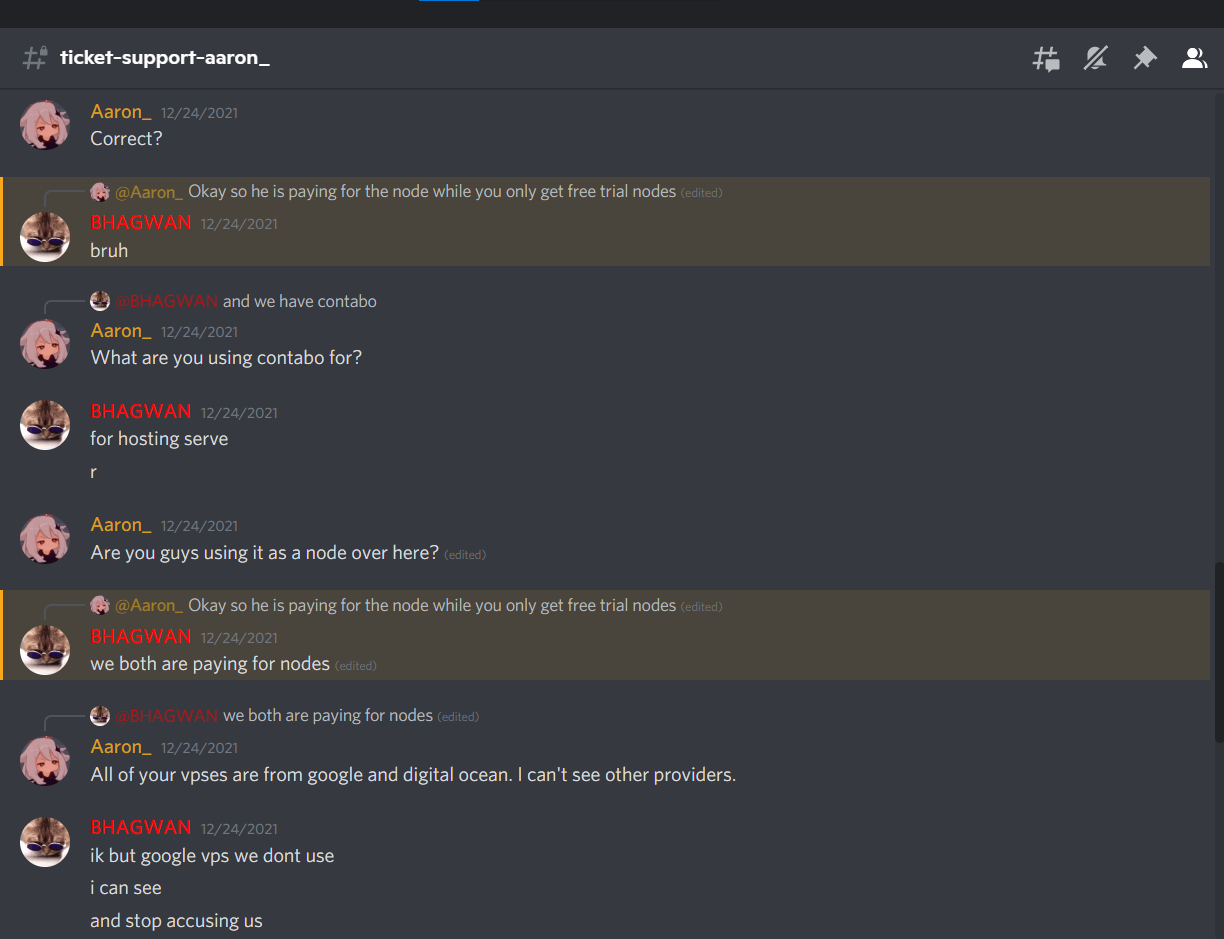 ticket-support-aaron_
Aaron_ 12/24/2021
Correct?
@Aaron_ Okay so he is paying for the node while you only get free trial nodes (edited)
BHAGWAN 12/24/2021
bruh
@BHAGWAN and we have contabo
Aaron_ 12/24/2021
What are you using contabo for?
BHAGWAN 12/24/2021
for hosting serve
r
Aaron_ 12/24/2021
Are you guys using it as a node over here? (edited)
@Aaron_ Okay so he is paying for the node while you only get free trial nodes (edited)
BHAGWAN 12/24/2021
we both are paying for nodes (edited)
@BHAGWAN we both are paying for nodes (edited)
Aaron_ 12/24/2021
All of your vpses are from google and digital ocean. I can't see other providers.
BHAGWAN 12/24/2021
ik but google vps we dont use
i can see
and stop accusing us